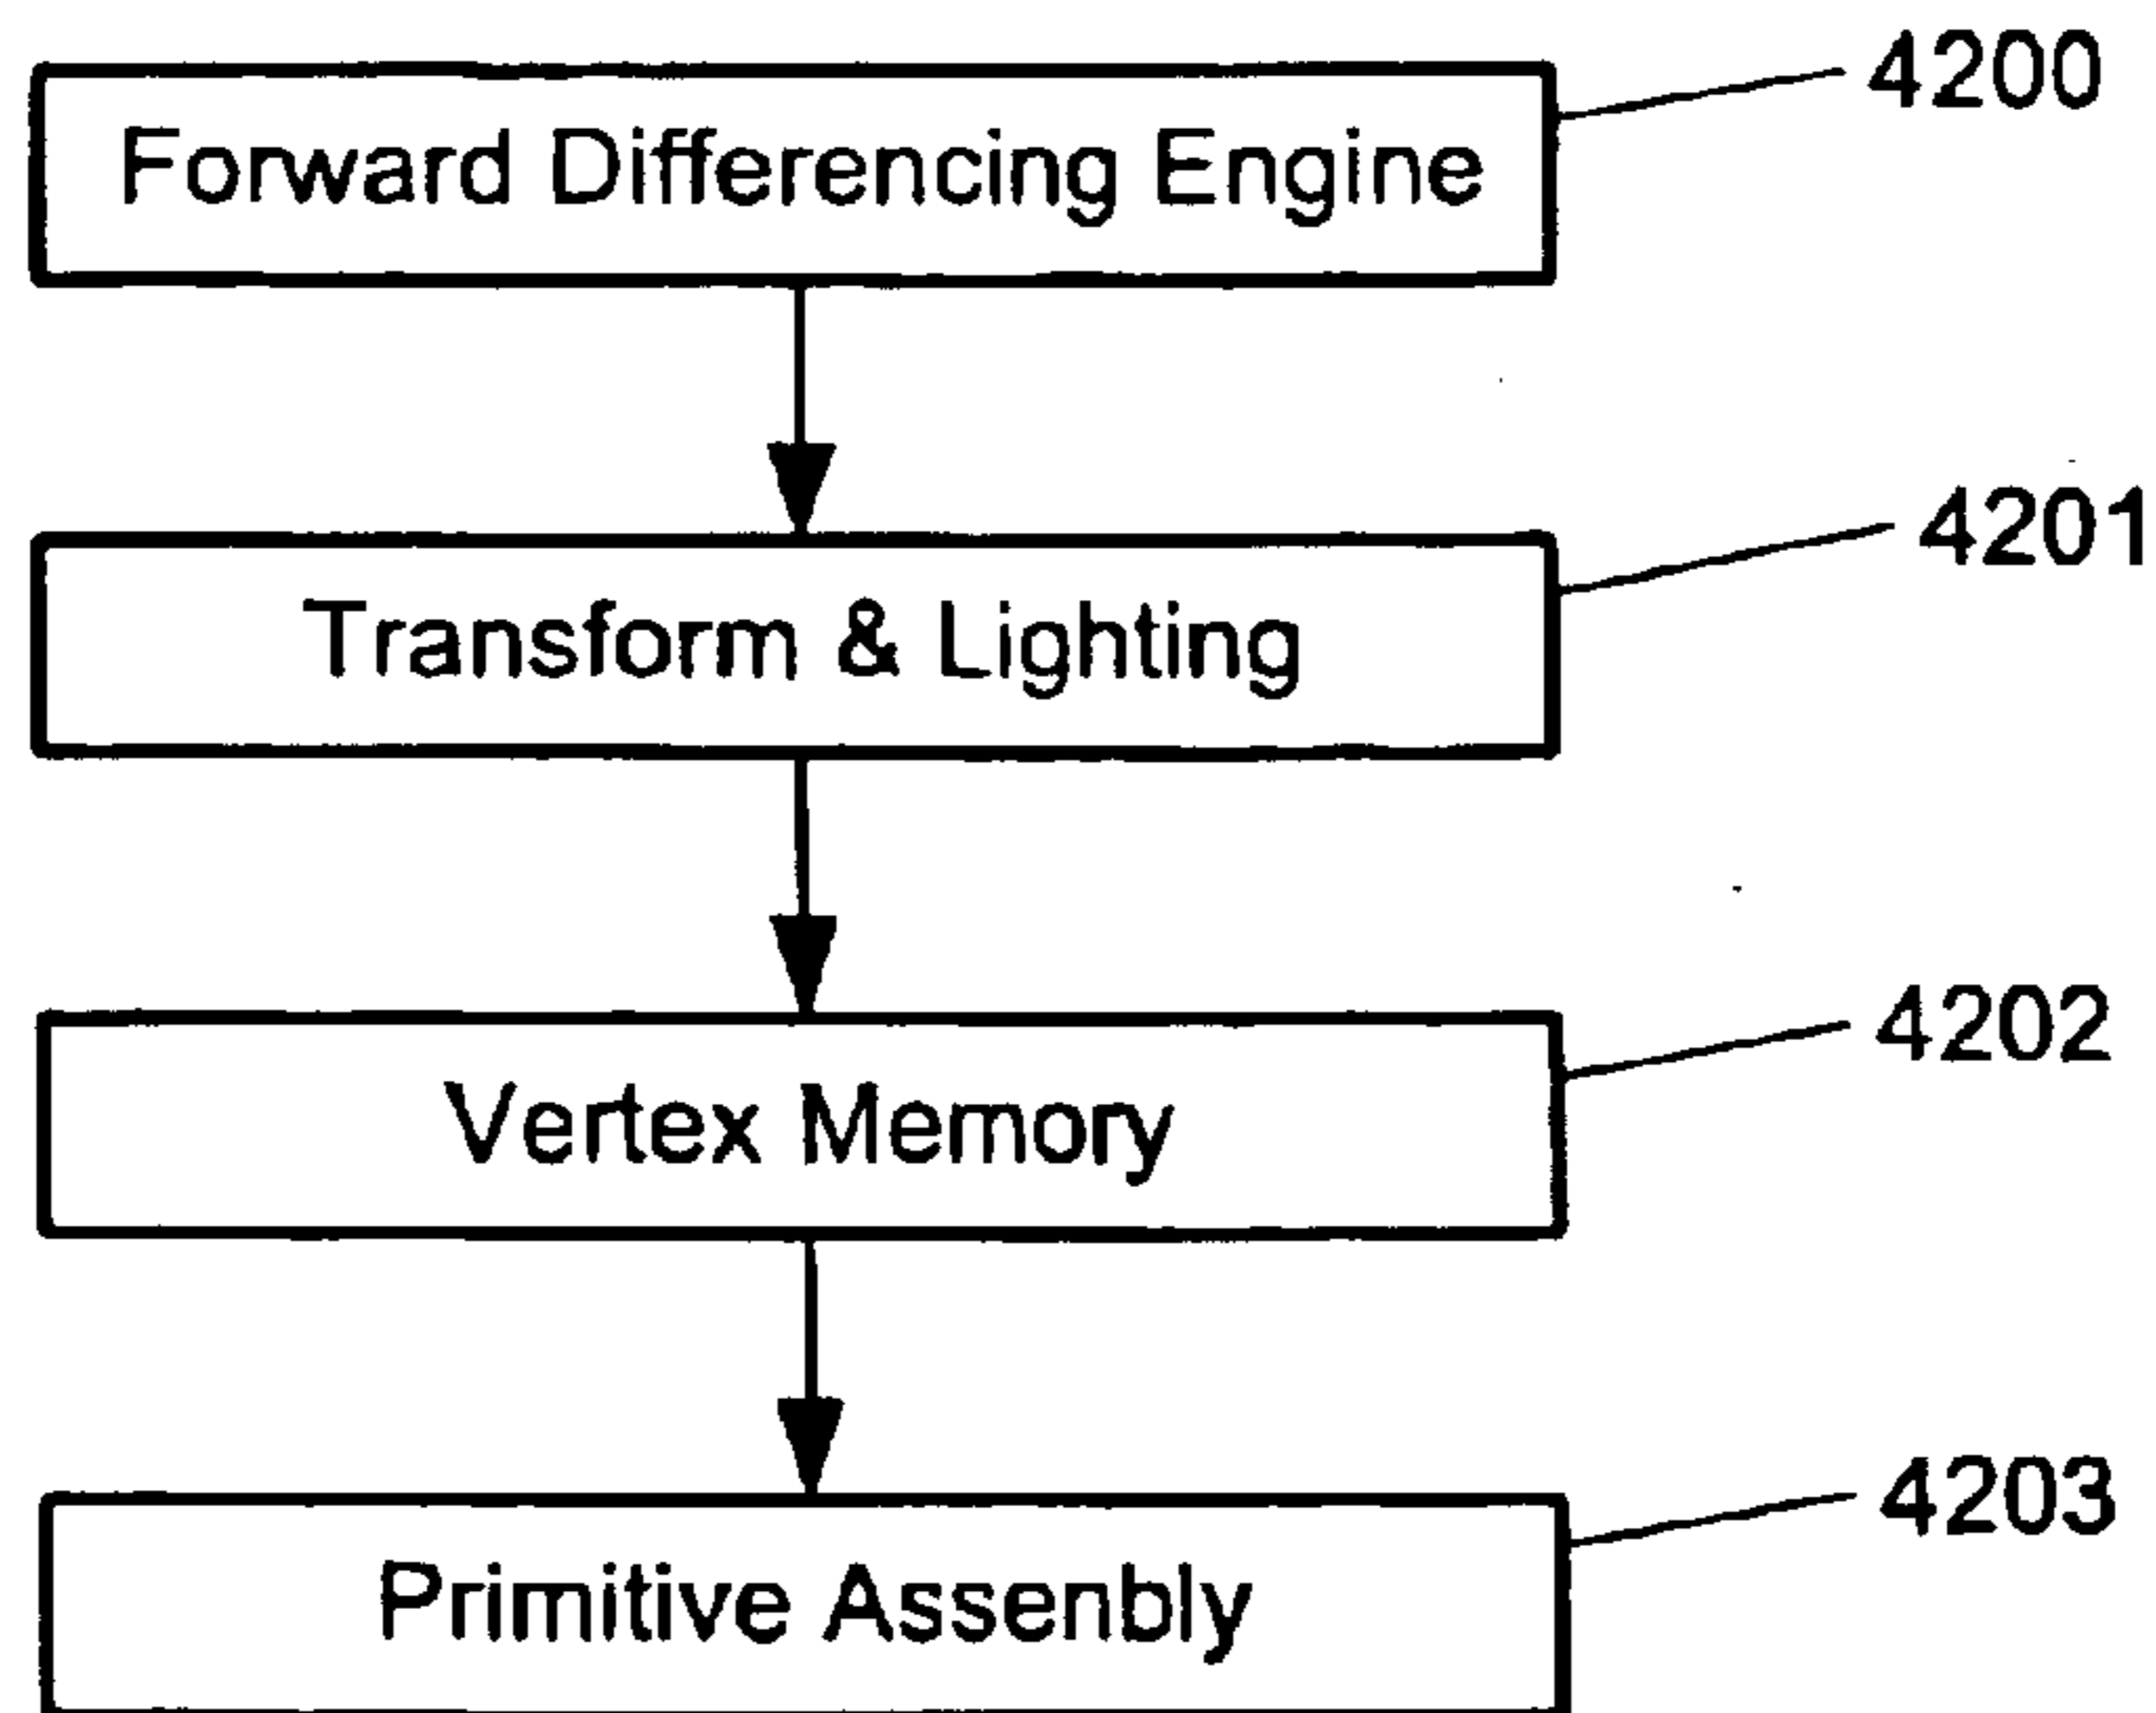 Forward Differencing Engine
4200
Transform & Lighting
4201
Vertex Memory
4202
Primitive Assenbly
4203